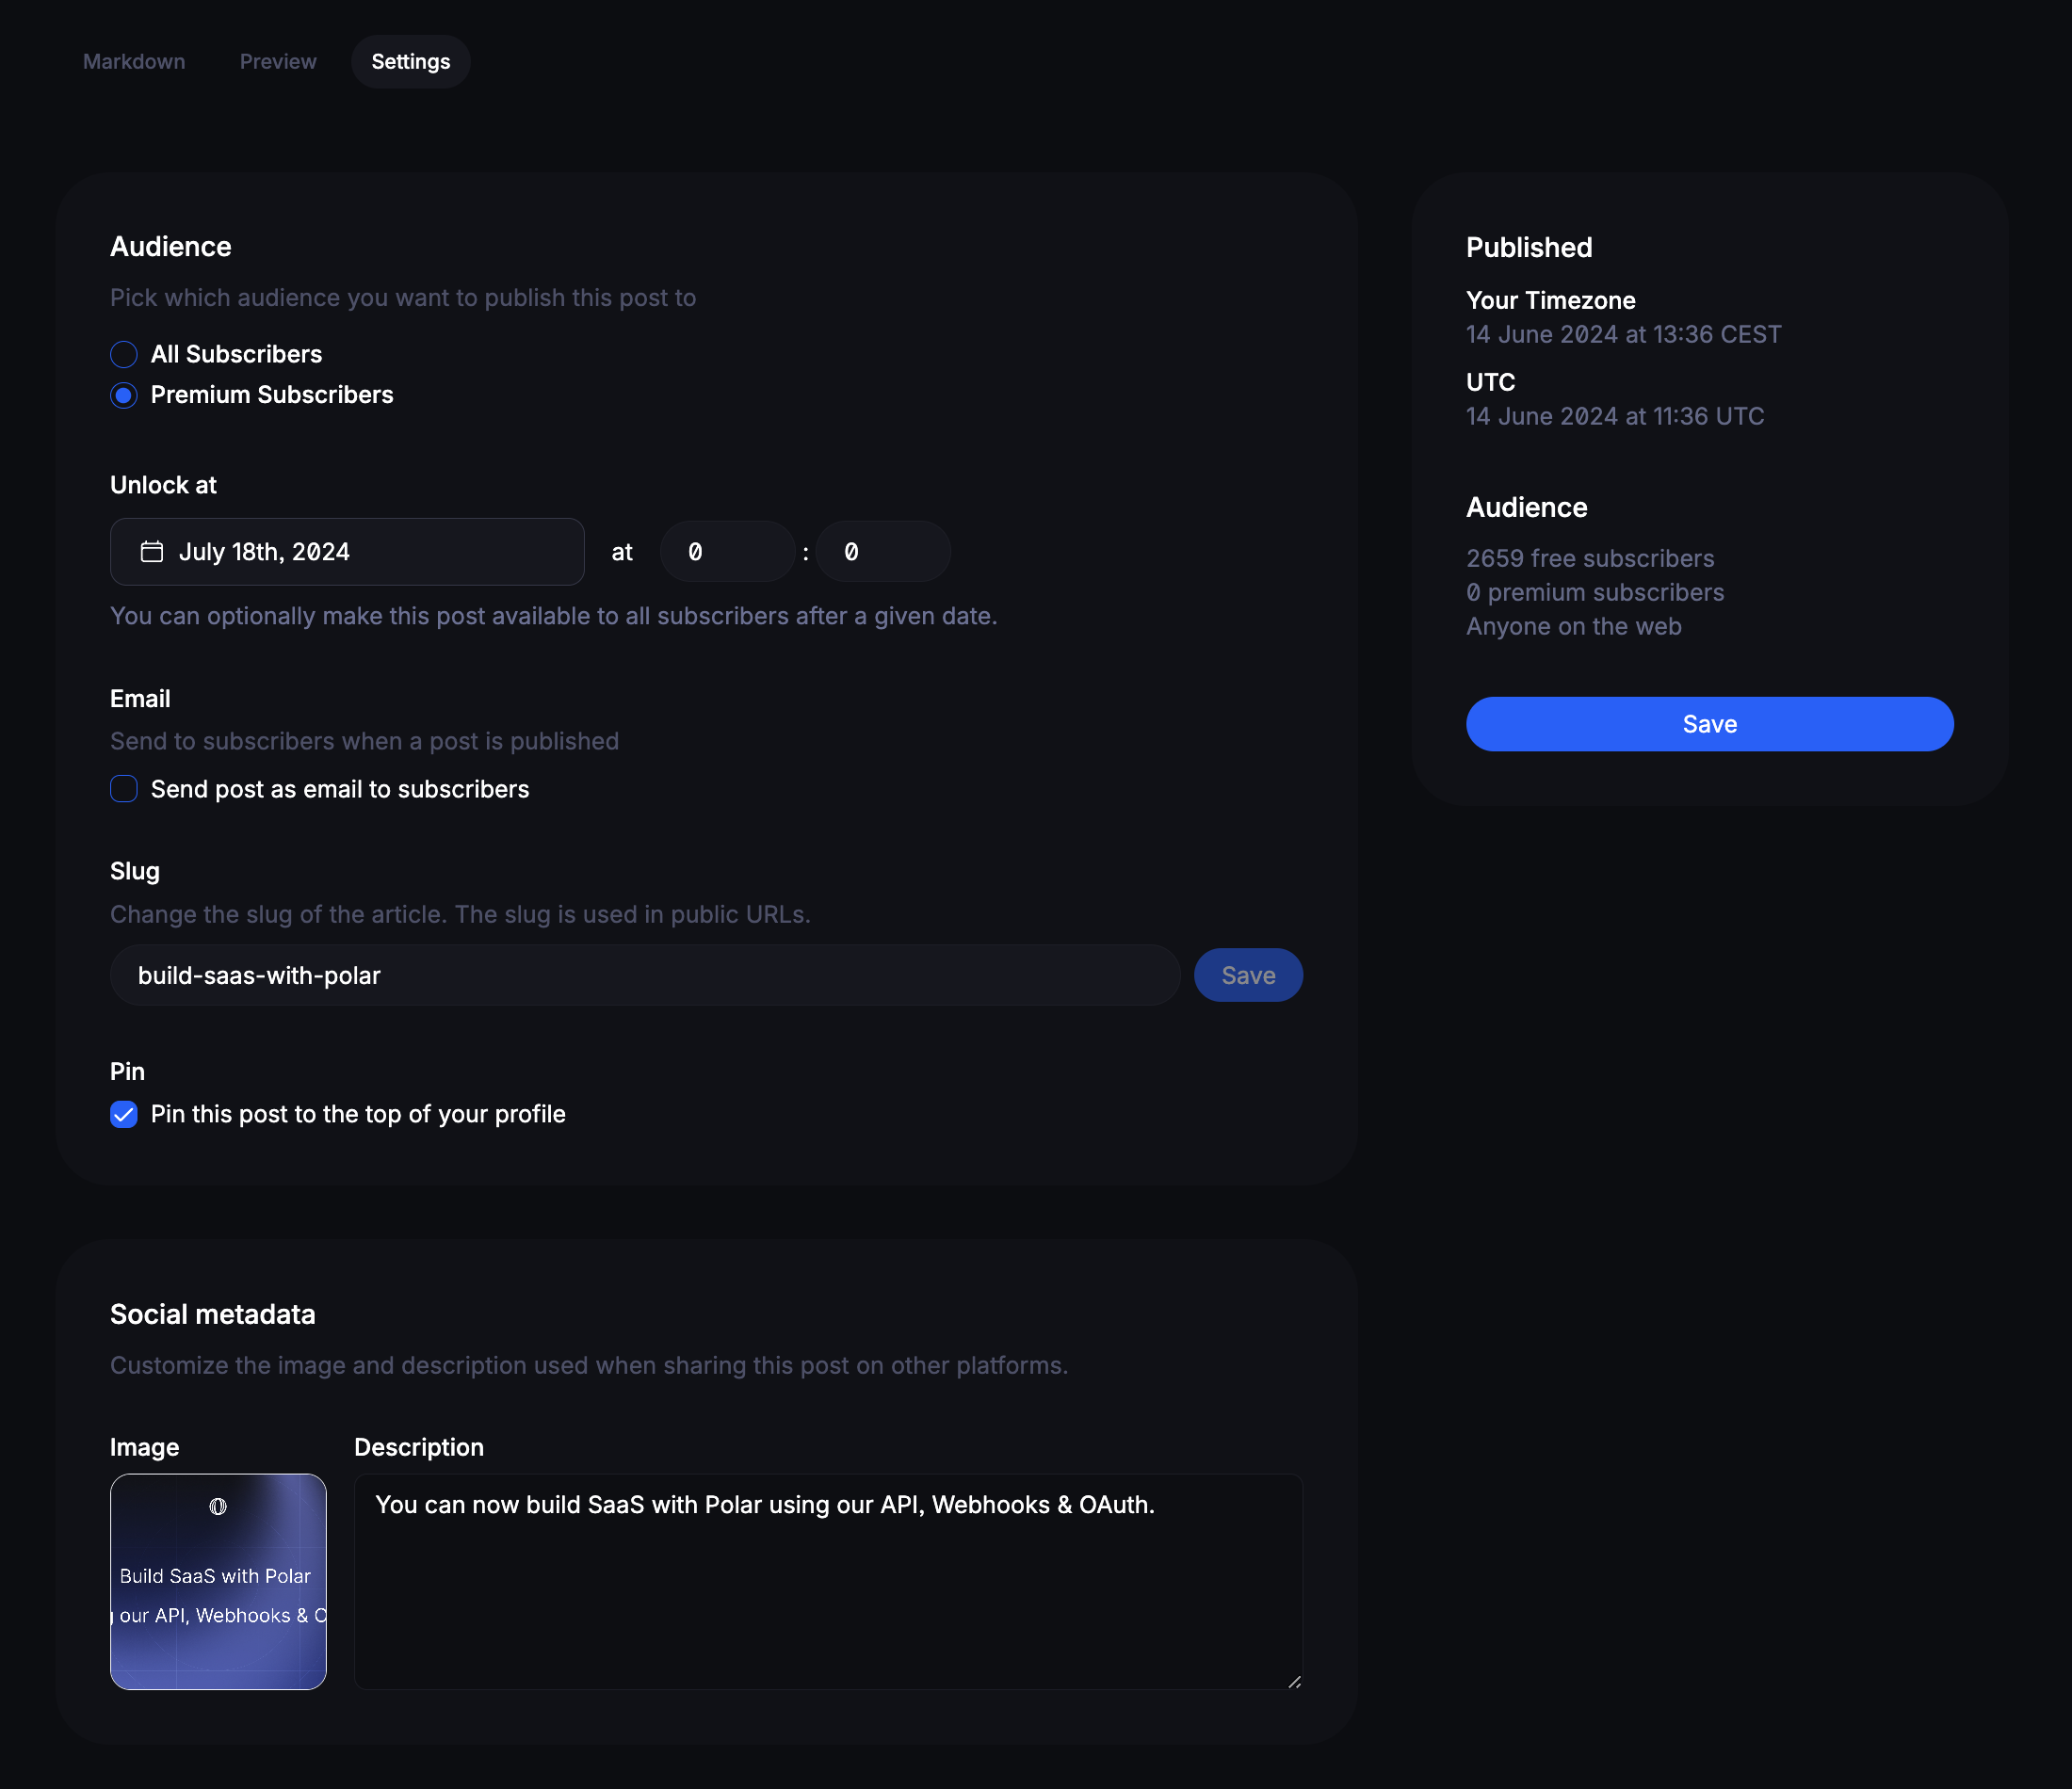 Markdown Preview Settings
Audience
Pick which audience you want to publish this post to
All Subscribers
Premium Subscribers
Unlock at
July 18th, 2024 at 0 : 0
You can optionally make this post available to all subscribers after a given date.
Email
Send to subscribers when a post is published
Send post as email to subscribers
Slug
Change the slug of the article. The slug is used in public URLs.
build-saas-with-polar Save
Pin
Pin this post to the top of your profile
Published
Your Timezone
14 June 2024 at 13:36 CEST
UTC
14 June 2024 at 11:36 UTC
Audience
2659 free subscribers
0 premium subscribers
Anyone on the web
Save
Social metadata
Customize the image and description used when sharing this post on other platforms.
Image
Build SaaS with Polar
our API, Webhooks & O
Description
You can now build SaaS with Polar using our API, Webhooks & OAuth.